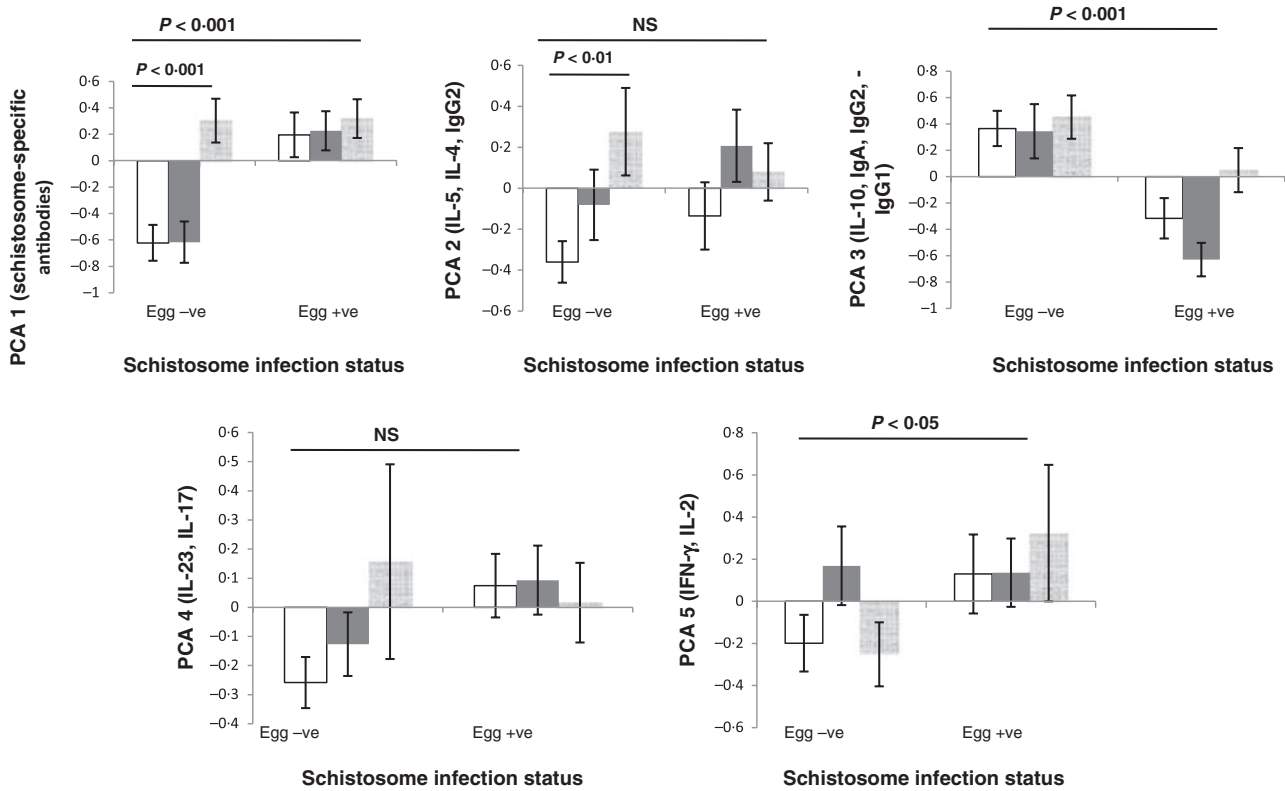 P < 0·001
P < 0·001
0·6
0·4
0·2
0
−0·2
−0·4
−0·6
−0·8
−1
PCA 1 (schistosome-specific
antibodies)
Egg –ve
Egg +ve
Schistosome infection status
NS
P < 0·01
0·6
0·4
0·2
0
−0·2
−0·4
−0·6
PCA 2 (IL-5, IL-4, IgG2)
Egg –ve
Egg +ve
Schistosome infection status
P < 0·001
0·8
0·6
0·4
0·2
0
−0·2
−0·4
−0·6
−0·8
−1
PCA 3 (IL-10, IgA, IgG2, -
IgG1)
Egg –ve
Egg +ve
Schistosome infection status
NS
0·6
0·5
0·4
0·3
0·2
0·1
0
−0·1
−0·2
−0·3
−0·4
PCA 4 (IL-23, IL-17)
Egg –ve
Egg +ve
Schistosome infection status
P < 0·05
0·8
0·6
0·4
0·2
0
−0·2
−0·4
−0·6
PCA 5 (IFN-γ, IL-2)
Egg –ve
Egg +ve
Schistosome infection status